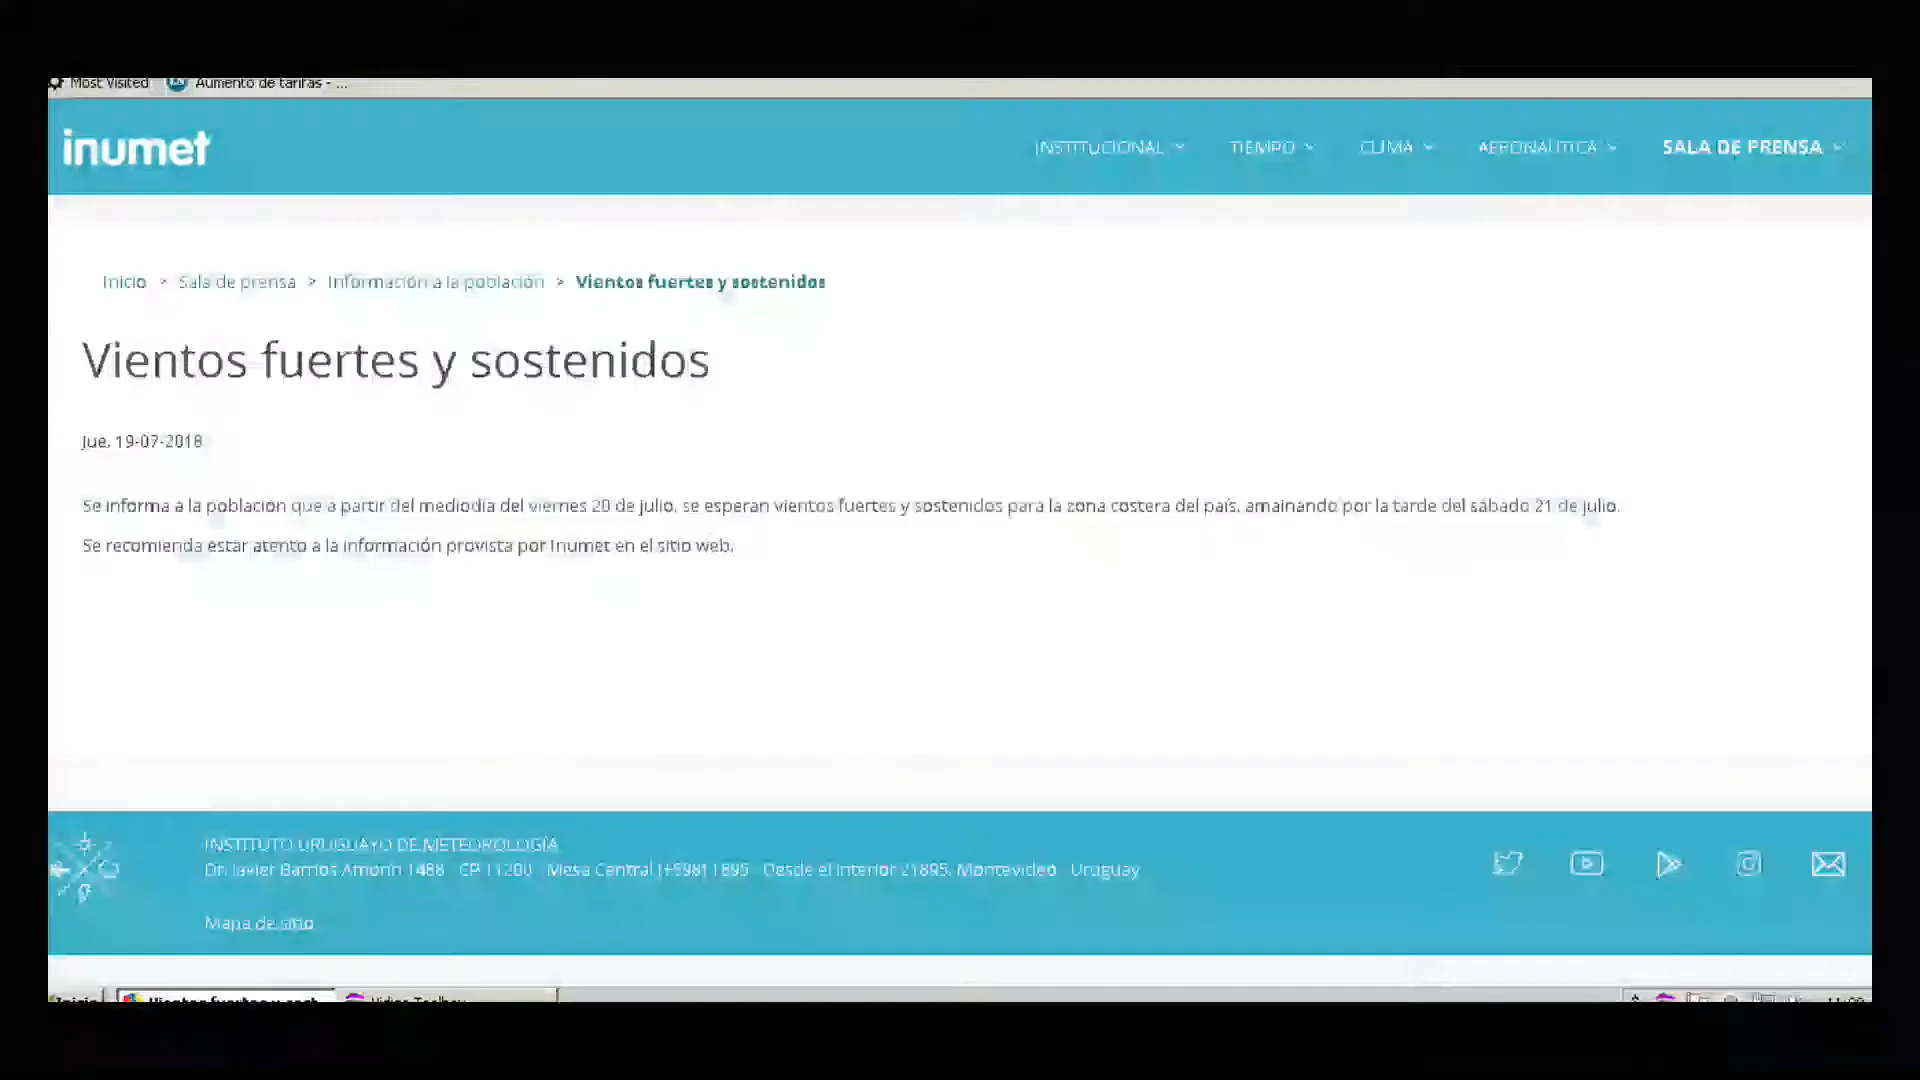 Most Visited Aumento de tarifas - ...
inumet
INSTITUCIONAL TIEMPO CLIMA AERONÁUTICA SALA DE PRENSA
Inicio > Sala de prensa > Información a la población > Vientos fuertes y sostenidos
Vientos fuertes y sostenidos
Jue, 19-07-2018
Se informa a la población que a partir del mediodía del viernes 20 de julio, se esperan vientos fuertes y sostenidos para la zona costera del país, amainando por la tarde del sábado 21 de julio.
Se recomienda estar atento a la información provista por Inumet en el sitio web.
INSTITUTO URUGUAYO DE METEOROLOGÍA
Dr. Javier Barrios Amorín 1488 CP 11200 Mesa Central (+598) 1895 Desde el Interior 21895, Montevideo Uruguay
Mapa de sitio
Inicio Vientos fuertes y sost...